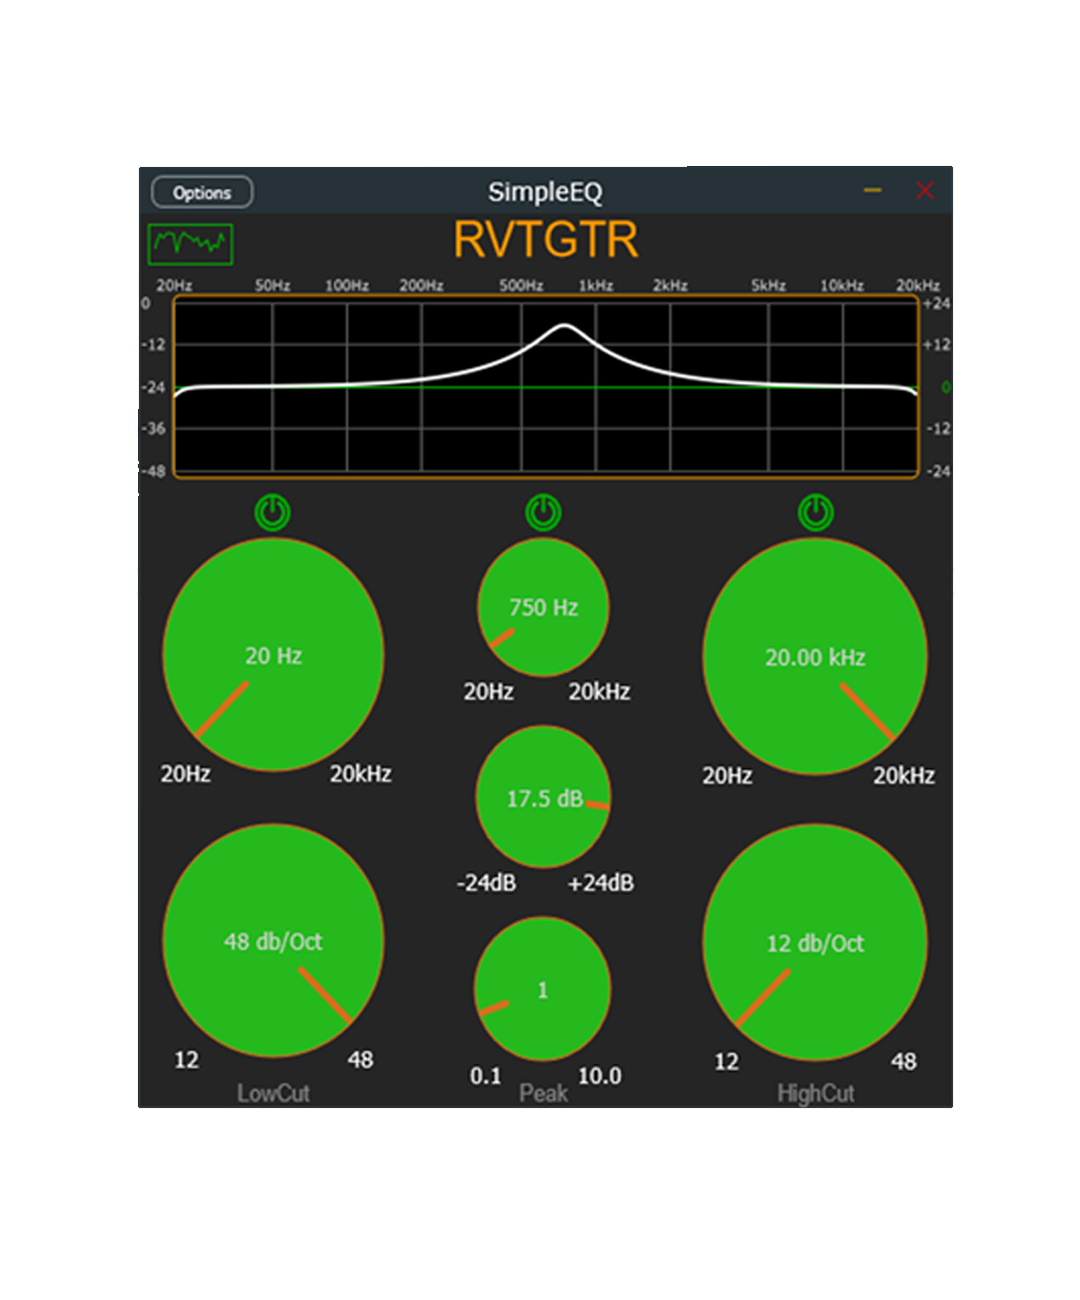 Options SimpleEQ
RVTGTR
20Hz 50Hz 100Hz 200Hz 500Hz 1kHz 2kHz 5kHz 10kHz 20kHz
0 +24
-12 +12
-24 0
-36 -12
-48 -24
750 Hz
20 Hz 20.00 kHz
20Hz 20kHz
20Hz 20kHz 20Hz 20kHz
17.5 dB
-24dB +24dB
48 db/Oct 12 db/Oct
1
12 48 12 48
0.1 10.0
LowCut Peak HighCut